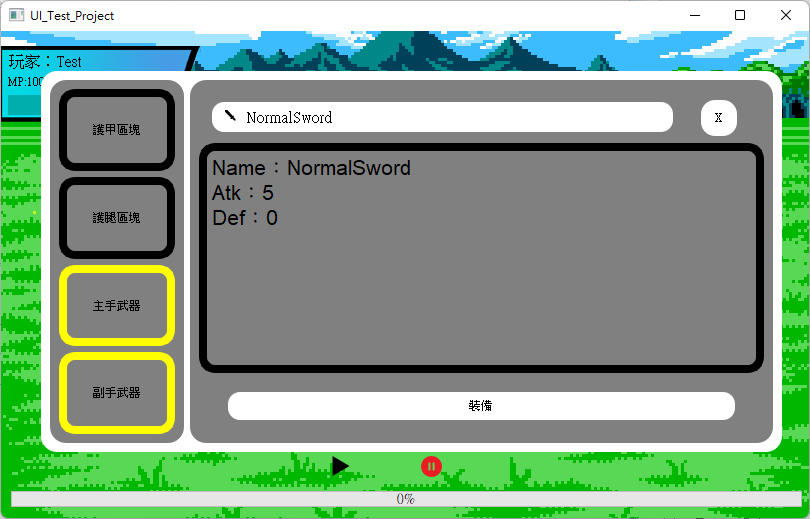 UI_Test_Project
玩家：Test
MP:100
護甲區塊
護腿區塊
主手武器
副手武器
NormalSword
X
Name：NormalSword
Atk：5
Def：0
裝備
0%